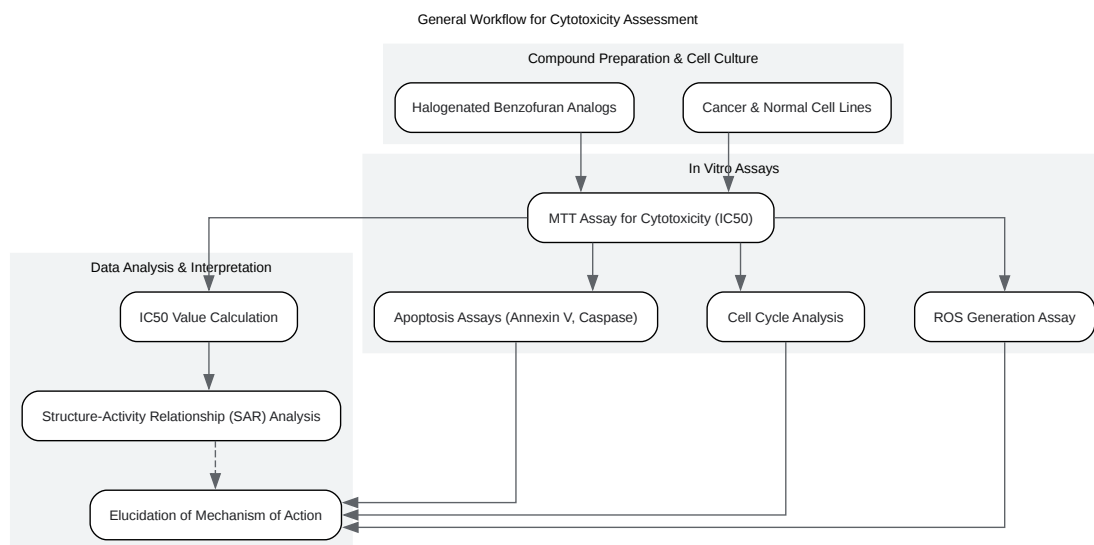 General Workflow for Cytotoxicity Assessment
Compound Preparation & Cell Culture
Halogenated Benzofuran Analogs
Cancer & Normal Cell Lines
In Vitro Assays
MTT Assay for Cytotoxicity (IC50)
Data Analysis & Interpretation
IC50 Value Calculation
Apoptosis Assays (Annexin V, Caspase)
Cell Cycle Analysis
ROS Generation Assay
Structure-Activity Relationship (SAR) Analysis
Elucidation of Mechanism of Action